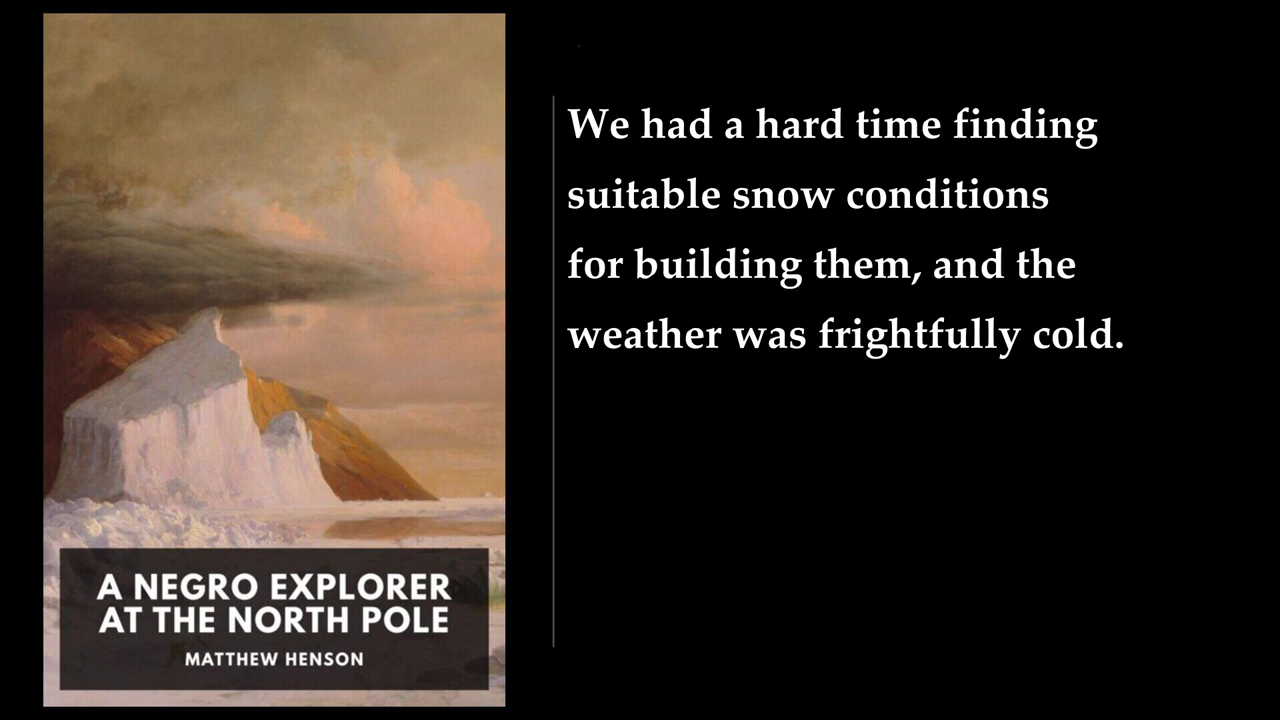 We had a hard time finding
suitable snow conditions
for building them, and the
weather was frightfully cold.
A NEGRO EXPLORER
AT THE NORTH POLE
MATTHEW HENSON